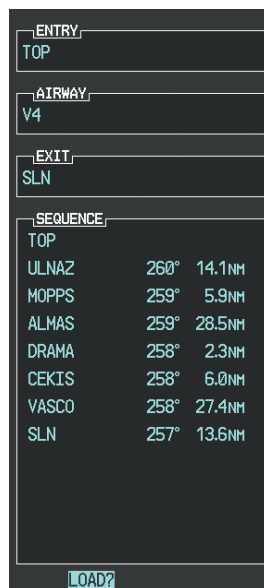 ENTRY
TOP
AIRWAY
V4
EXIT
SLN
SEQUENCE
TOP
ULNAZ 260° 14.1NM
MOPPS 259° 5.9NM
ALMAS 259° 28.5NM
DRAMA 258° 2.3NM
CEKIS 258° 6.0NM
VASCO 258° 27.4NM
SLN 257° 13.6NM
LOAD?